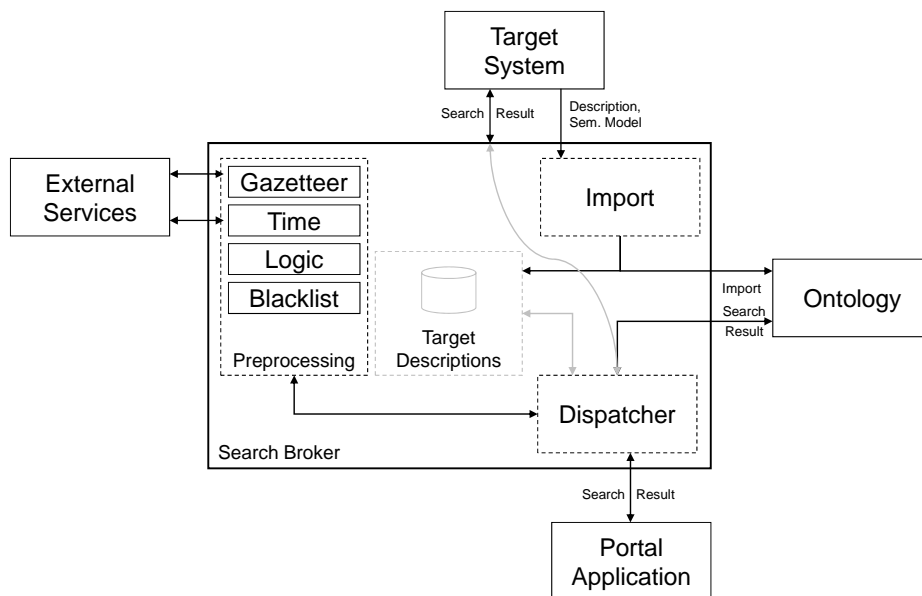 Target
System
Search
Result
Description,
Sem. Model
External
Services
Gazetteer
Time
Logic
Blacklist
Preprocessing
Import
Target
Descriptions
Import
Search
Result
Ontology
Dispatcher
Search Broker
Search
Result
Portal
Application